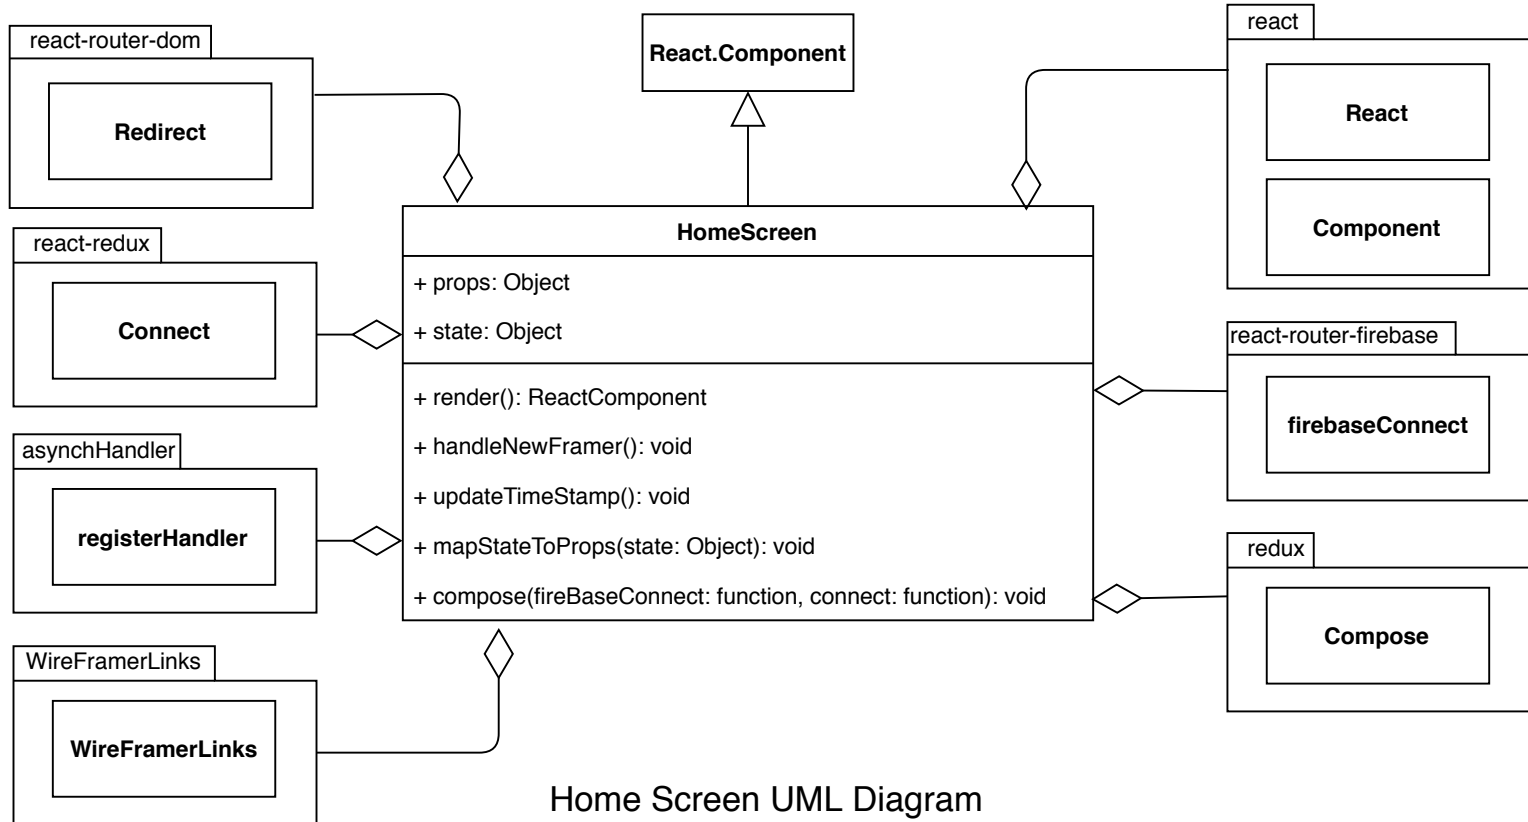 react-router-dom
Redirect
react-redux
Connect
asynchHandler
registerHandler
WireFramerLinks
WireFramerLinks
React.Component
HomeScreen
+ props: Object
+ state: Object
+ render(): ReactComponent
+ handleNewFramer(): void
+ updateTimeStamp(): void
+ mapStateToProps(state: Object): void
+ compose(fireBaseConnect: function, connect: function): void
react
React
Component
react-router-firebase
firebaseConnect
redux
Compose
Home Screen UML Diagram